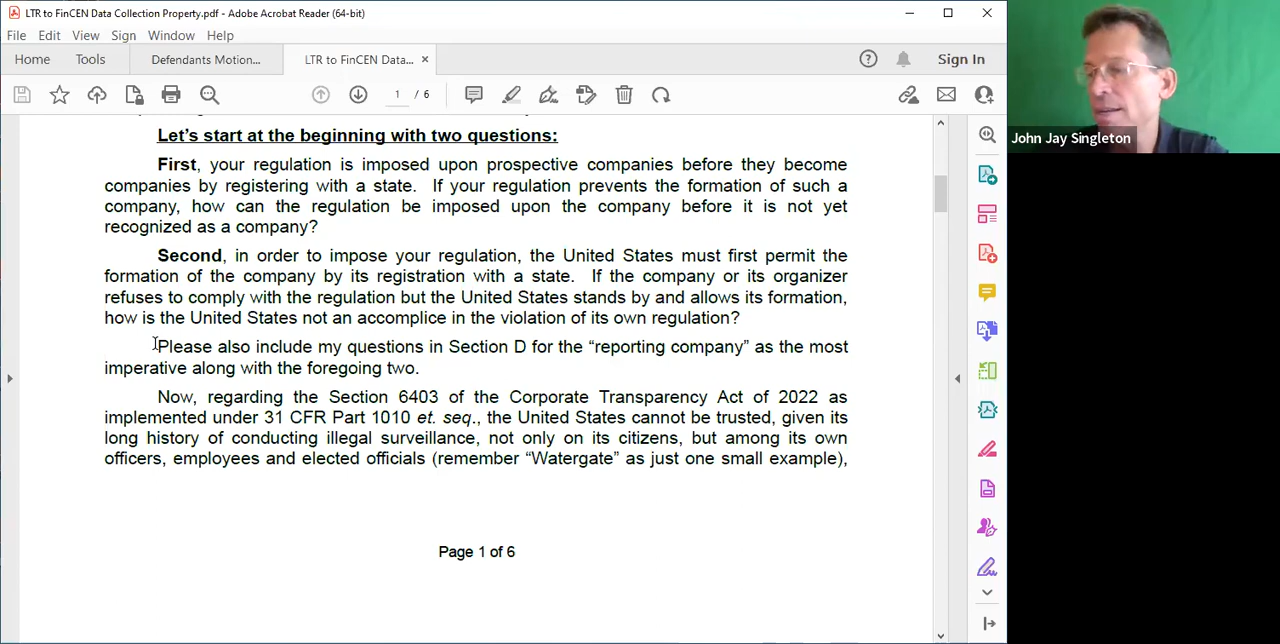 LTR to FinCEN Data Collection Property.pdf - Adobe Acrobat Reader (64-bit)
File Edit View Sign Window Help
Home Tools Defendants Motion... LTR to FinCEN Data... × Sign In
1 / 6
Let's start at the beginning with two questions:
First, your regulation is imposed upon prospective companies before they become
companies by registering with a state. If your regulation prevents the formation of such a
company, how can the regulation be imposed upon the company before it is not yet
recognized as a company?
Second, in order to impose your regulation, the United States must first permit the
formation of the company by its registration with a state. If the company or its organizer
refuses to comply with the regulation but the United States stands by and allows its formation,
how is the United States not an accomplice in the violation of its own regulation?
Please also include my questions in Section D for the “reporting company” as the most
imperative along with the foregoing two.
Now, regarding the Section 6403 of the Corporate Transparency Act of 2022 as
implemented under 31 CFR Part 1010 et. seq., the United States cannot be trusted, given its
long history of conducting illegal surveillance, not only on its citizens, but among its own
officers, employees and elected officials (remember “Watergate” as just one small example),
Page 1 of 6
John Jay Singleton